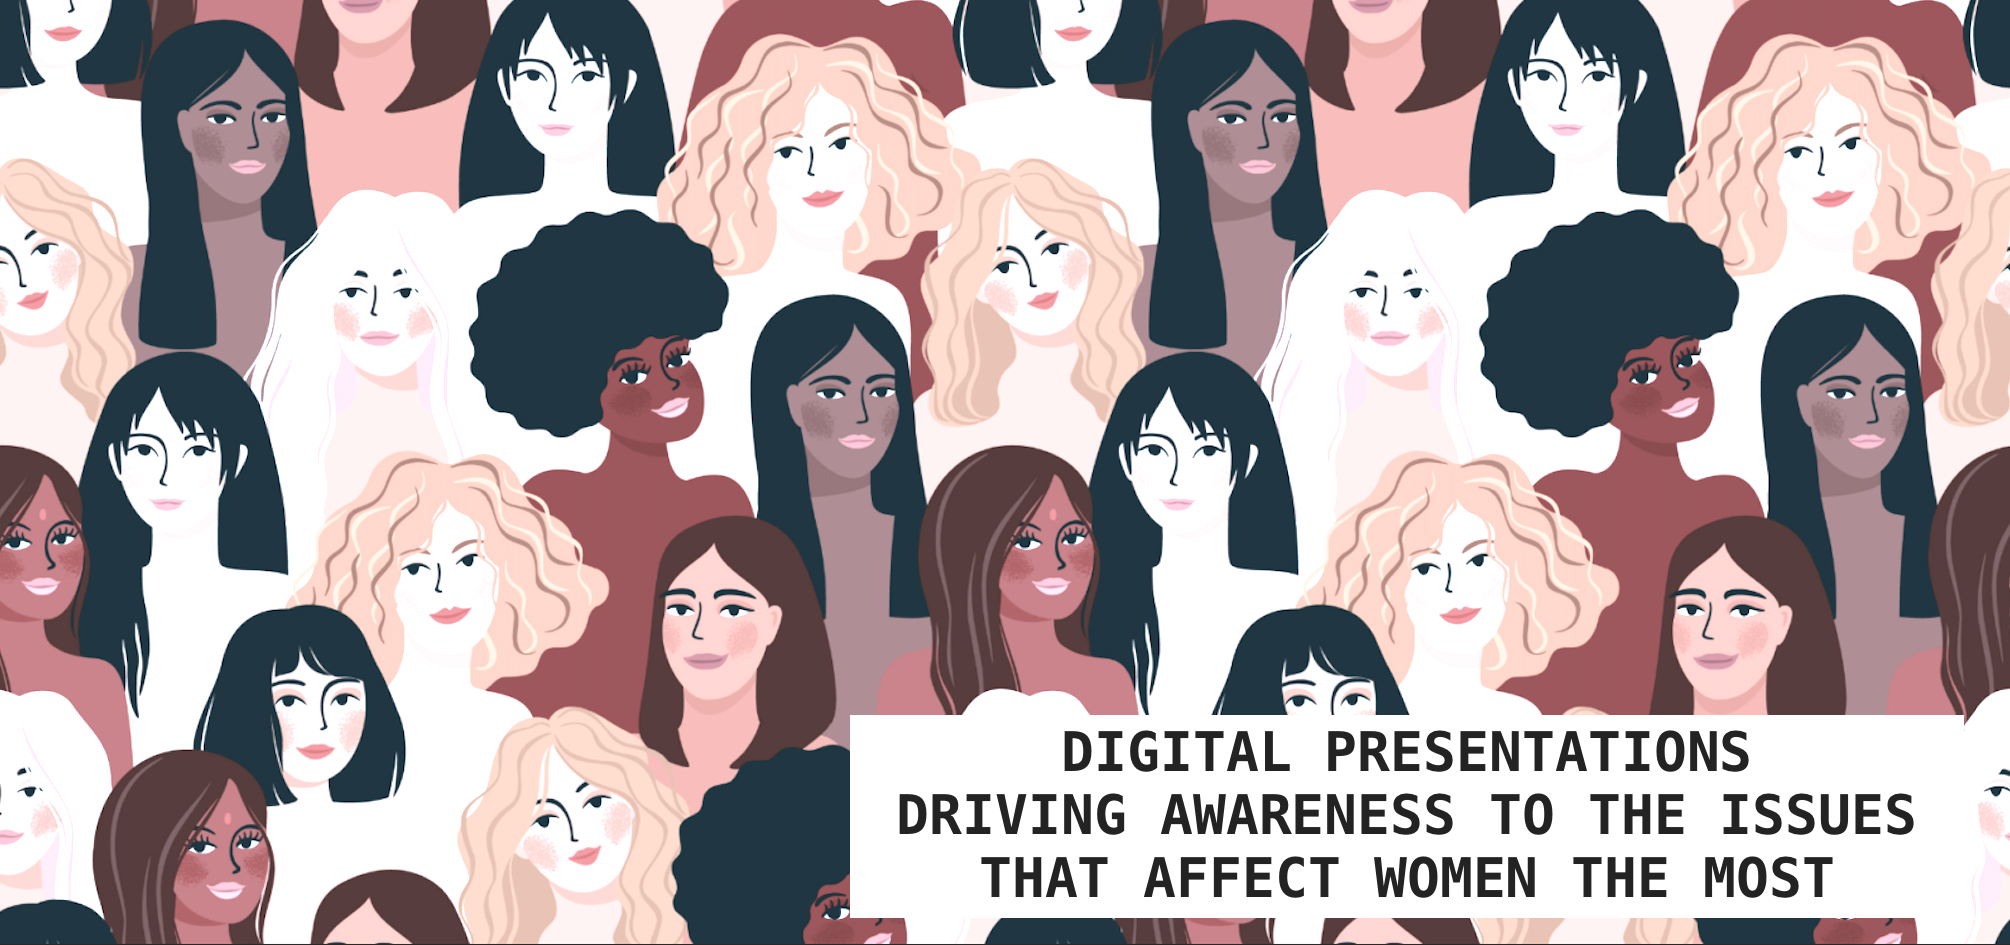 DIGITAL PRESENTATIONS
DRIVING AWARENESS TO THE ISSUES
THAT AFFECT WOMEN THE MOST